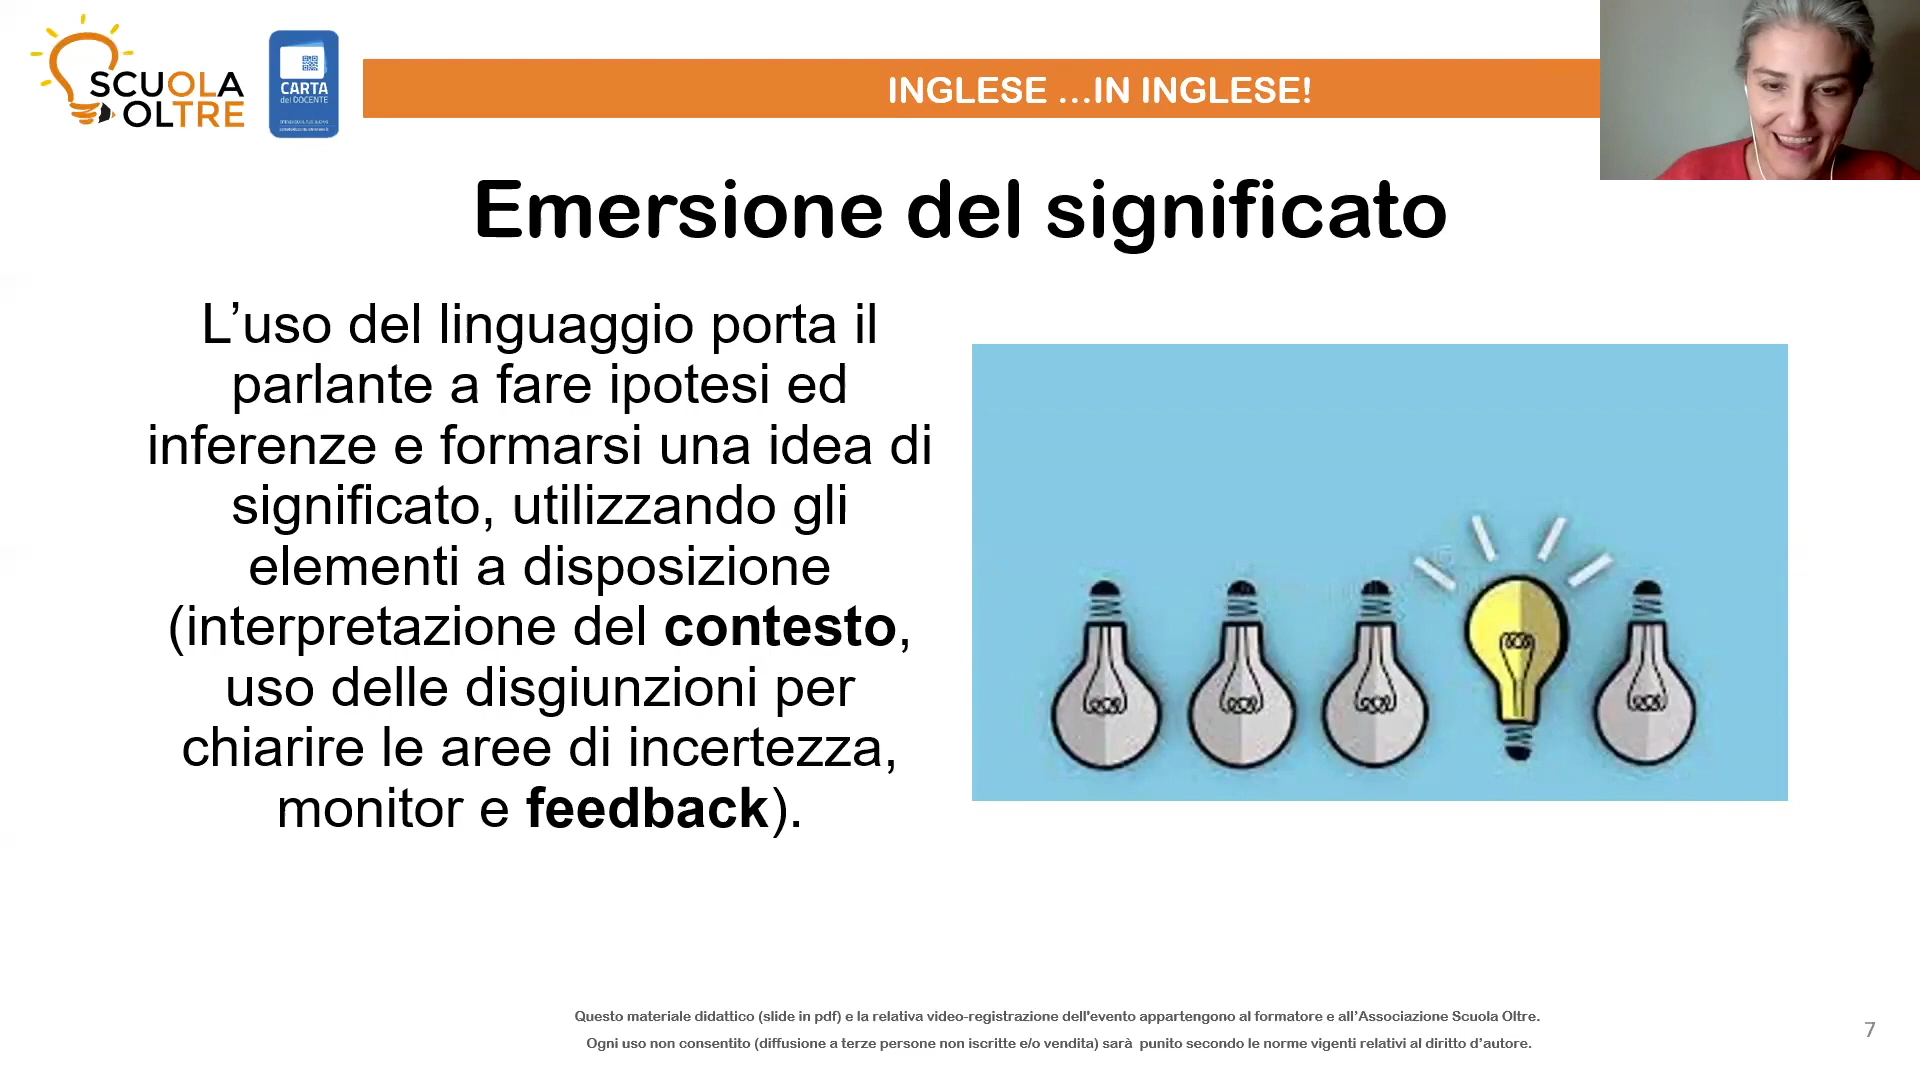 SCUOLA
OLTRE
CARTA
del DOCENTE
INGLESE ...IN INGLESE!
Emersione del significato
L’uso del linguaggio porta il
parlante a fare ipotesi ed
inferenze e formarsi una idea di
significato, utilizzando gli
elementi a disposizione
(interpretazione del contesto,
uso delle disgiunzioni per
chiarire le aree di incertezza,
monitor e feedback).
Questo materiale didattico (slide in pdf) e la relativa video-registrazione dell'evento appartengono al formatore e all’Associazione Scuola Oltre.
Ogni uso non consentito (diffusione a terze persone non iscritte e/o vendita) sarà punito secondo le norme vigenti relativi al diritto d’autore.
7